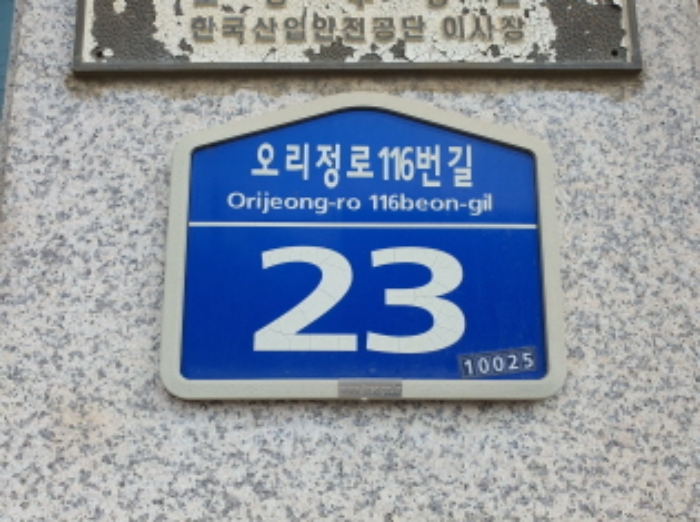 한국산업안전공단 이사장
오리정로116번길
Orijeong-ro 116beon-gil
23
10025